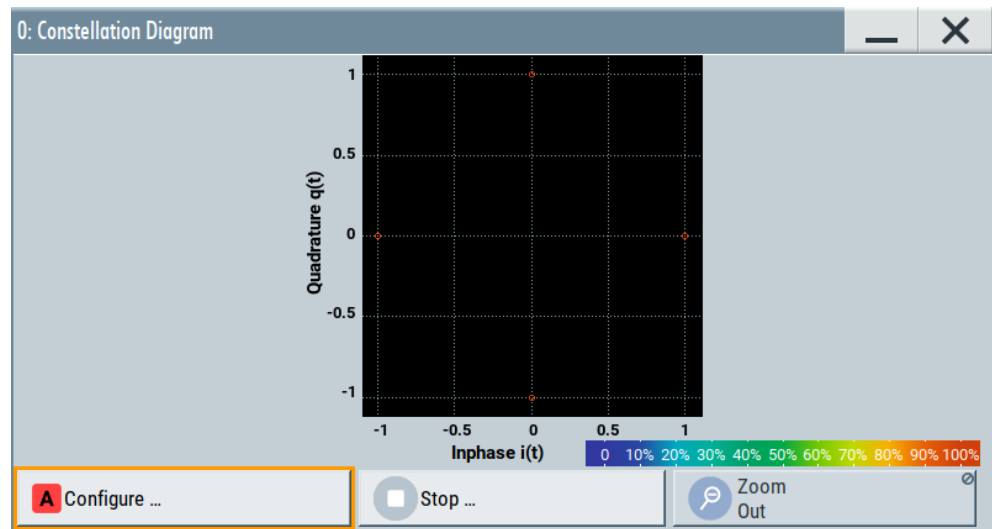 0: Constellation Diagram
1
0.5
0
-0.5
-1
Quadrature q(t)
-1 -0.5 0 0.5 1
Inphase i(t)
0 10% 20% 30% 40% 50% 60% 70% 80% 90% 100%
A Configure ...
Stop ...
Zoom
Out